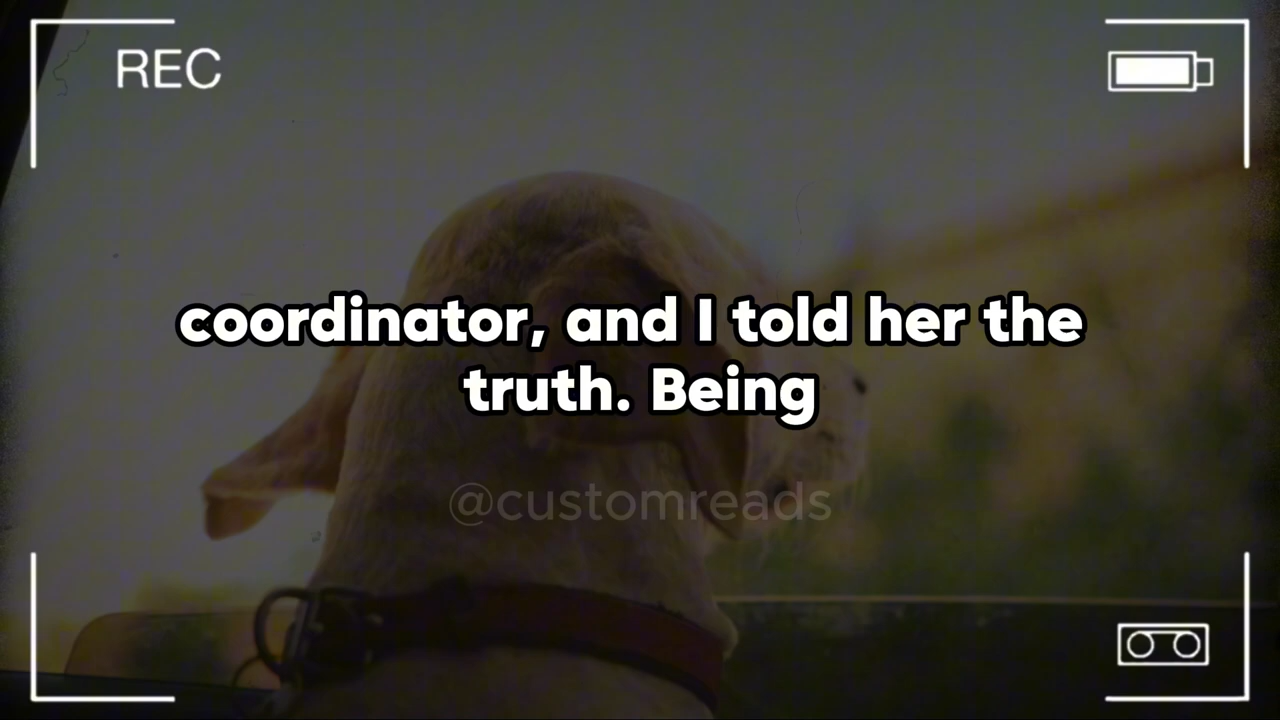 REC
coordinator, and I told her the
truth. Being
@customreads